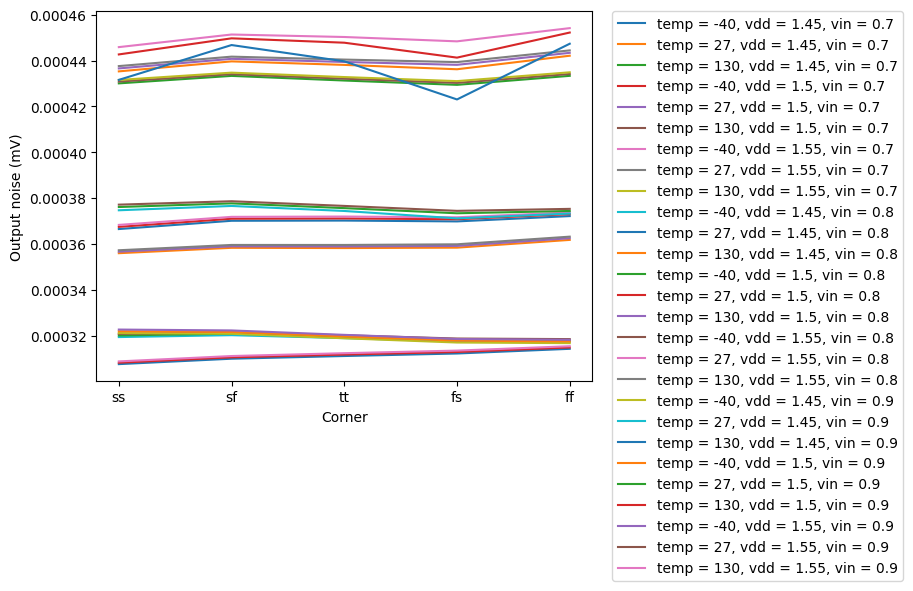 0.00046
0.00044
0.00042
0.00040
0.00038
0.00036
0.00034
0.00032
Output noise (mV)
ss
sf
tt
fs
ff
Corner
temp = -40, vdd = 1.45, vin = 0.7
temp = 27, vdd = 1.45, vin = 0.7
temp = 130, vdd = 1.45, vin = 0.7
temp = -40, vdd = 1.5, vin = 0.7
temp = 27, vdd = 1.5, vin = 0.7
temp = 130, vdd = 1.5, vin = 0.7
temp = -40, vdd = 1.55, vin = 0.7
temp = 27, vdd = 1.55, vin = 0.7
temp = 130, vdd = 1.55, vin = 0.7
temp = -40, vdd = 1.45, vin = 0.8
temp = 27, vdd = 1.45, vin = 0.8
temp = 130, vdd = 1.45, vin = 0.8
temp = -40, vdd = 1.5, vin = 0.8
temp = 27, vdd = 1.5, vin = 0.8
temp = 130, vdd = 1.5, vin = 0.8
temp = -40, vdd = 1.55, vin = 0.8
temp = 27, vdd = 1.55, vin = 0.8
temp = 130, vdd = 1.55, vin = 0.8
temp = -40, vdd = 1.45, vin = 0.9
temp = 27, vdd = 1.45, vin = 0.9
temp = 130, vdd = 1.45, vin = 0.9
temp = -40, vdd = 1.5, vin = 0.9
temp = 27, vdd = 1.5, vin = 0.9
temp = 130, vdd = 1.5, vin = 0.9
temp = -40, vdd = 1.55, vin = 0.9
temp = 27, vdd = 1.55, vin = 0.9
temp = 130, vdd = 1.55, vin = 0.9